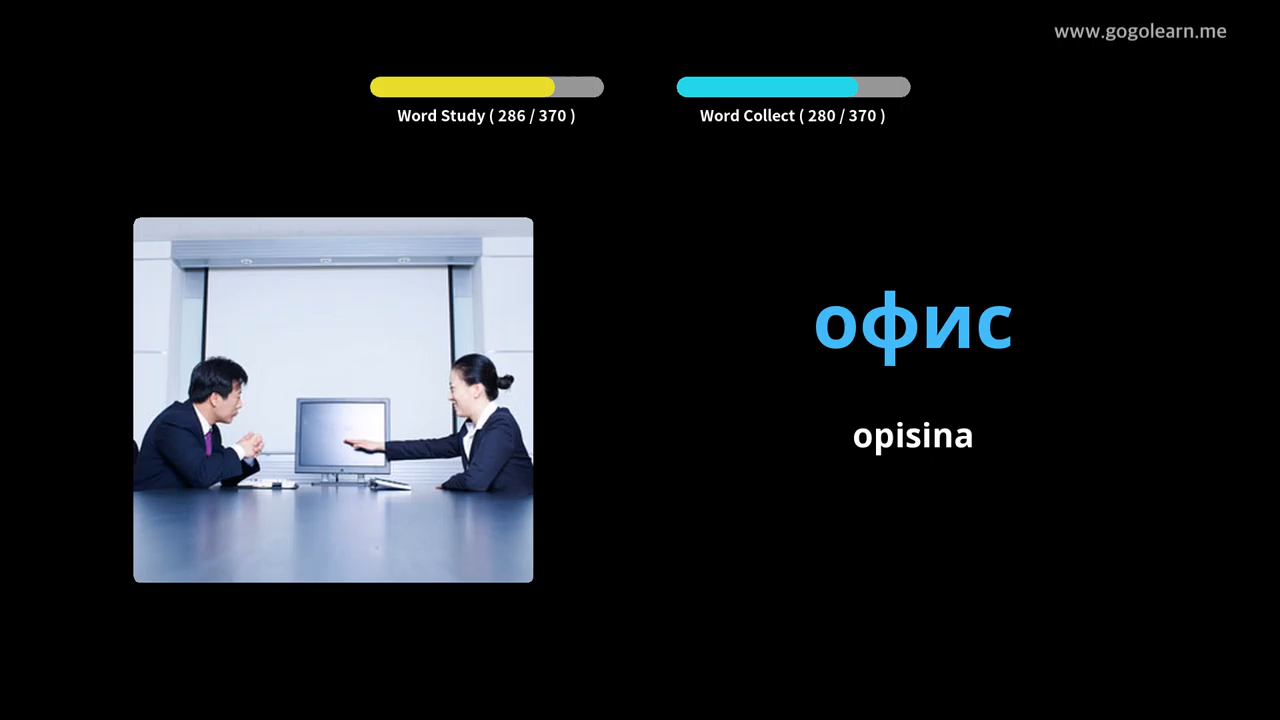 www.gogolearn.me
Word Study ( 286 / 370 )
Word Collect ( 280 / 370 )
офис
opisina